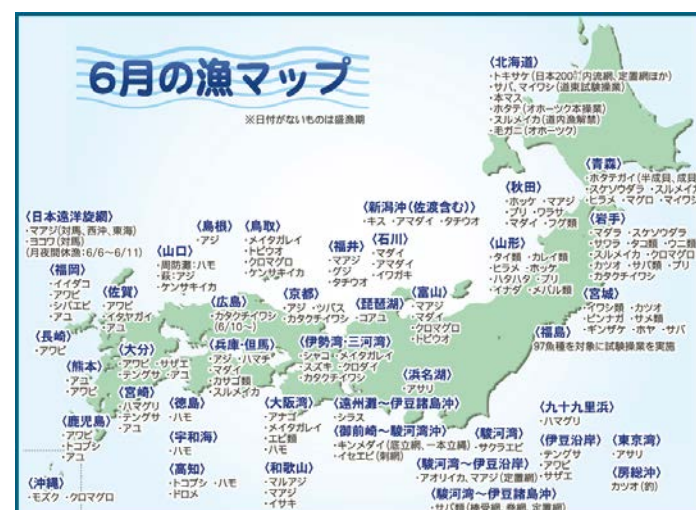 6月の漁マップ
※日付がないものは盛漁期
〈北海道〉
・トキサケ(日本200㌋内流網、定置網ほか)
・サバ、マイワシ(道東試験操業)
・本マス
・ホタテ(オホーツク本操業)
・スルメイカ(道内漁解禁)
・毛ガニ(オホーツク)
〈青森〉
・ホタテガイ(半成貝、成貝
・スケソウダラ ・スルメイカ
・ヒラメ ・マグロ ・マイワシ
〈秋田〉
・ホッケ ・マアジ
・ブリ ・ワラサ
・マダイ ・フグ類
〈岩手〉
・マダラ ・スケソウダラ
・サワラ ・タコ類 ・ウニ類
・スルメイカ ・クロマグロ
・カツオ ・サバ類 ・ブリ
・カタクチイワシ
〈山形〉
・タイ類 ・カレイ類
・ヒラメ ・ホッケ
・ハタハタ ・ブリ
・イナダ ・メバル類
〈宮城〉
・イワシ類 ・カツオ
・ビンナガ ・サメ類
・ギンザケ ・ホヤ ・サバ
〈福島〉
97魚種を対象に試験操業を実施
〈新潟沖(佐渡含む)〉
・キス ・アマダイ ・タチウオ
〈日本遠洋旋網〉
・マアジ(対馬、西沖、東海)
・ヨコワ(対馬)
(月夜間休漁:6/6〜6/11)
〈島根〉
・アジ
〈鳥取〉
・メイタガレイ
・トビウオ
・クロマグロ
・ケンサキイカ
〈福井〉
・マアジ
・グジ
・タチウオ
〈石川〉
・マダイ
・アマダイ
・イワガキ
〈山口〉
・周防灘:ハモ
・萩:アジ
・ケンサキイカ
〈福岡〉
・イイダコ
・アワビ
・シバエビ
・アユ
〈佐賀〉
・アワビ
・イタヤガイ
・アユ
〈広島〉
・カタクチイワシ
(6/10〜)
〈京都〉
・アジ ・ツバス
・カタクチイワシ
〈琵琶湖〉
・コアユ
〈富山〉
・マアジ
・マダイ
・クロマグロ
・トビウオ
〈長崎〉
・アワビ
〈大分〉
・アワビ ・サザエ
・テングサ ・アユ
〈兵庫・但馬〉
・アジ ・ハマチ
・マダイ
・カサゴ類
・スルメイカ
〈伊勢湾・三河湾〉
・シャコ ・メイタガレイ
・スズキ ・クロダイ
・カタクチイワシ
〈熊本〉
・アユ
・アワビ
〈宮崎〉
・ハマグリ
・テングサ
・アユ
〈浜名湖〉
・アサリ
〈徳島〉
・ハモ
〈大阪湾〉
・アナゴ
・メイタガレイ
・エビ類
・ハモ
〈遠州灘〜伊豆諸島沖〉
・シラス
〈九十九里浜〉
・ハマグリ
〈鹿児島〉
・アワビ
・トコブシ
・アユ
〈宇和海〉
・ハモ
〈御前崎〜駿河湾沖〉
・キンメダイ(底立網、一本立縄)
・イセエビ(刺網)
〈駿河湾〉
・サクラエビ
〈伊豆沿岸〉
・テングサ
・アワビ
・サザエ
〈東京湾〉
・アサリ
〈高知〉
・トコブシ ・ハモ
・ドロメ
〈和歌山〉
・マルアジ
・マアジ
・イサキ
〈駿河湾〜伊豆沿岸〉
・アオリイカ、マアジ(定置網)
〈房総沖〉
カツオ(釣)
〈沖縄〉
・モズク ・クロマグロ
〈駿河湾〜伊豆諸島沖〉
・サバ類(棒受網、巻網、定置網)